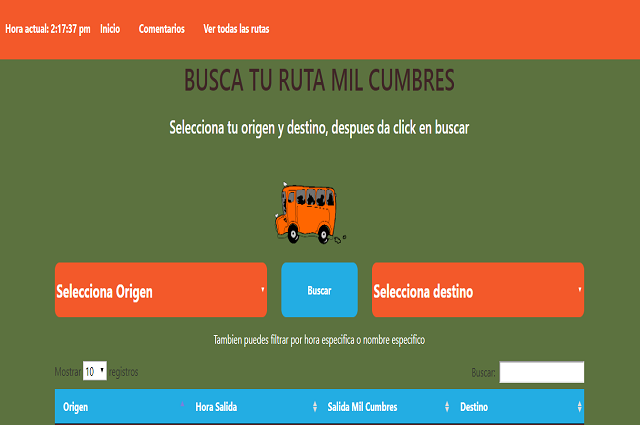 Hora actual: 2:17:37 pm Inicio Comentarios Ver todas las rutas
BUSCA TU RUTA MIL CUMBRES
Selecciona tu origen y destino, despues da click en buscar
Selecciona Origen Buscar Selecciona destino
Tambien puedes filtrar por hora especifica o nombre especifico
Mostrar 10 registros Buscar:
Origen Hora Salida Salida Mil Cumbres Destino